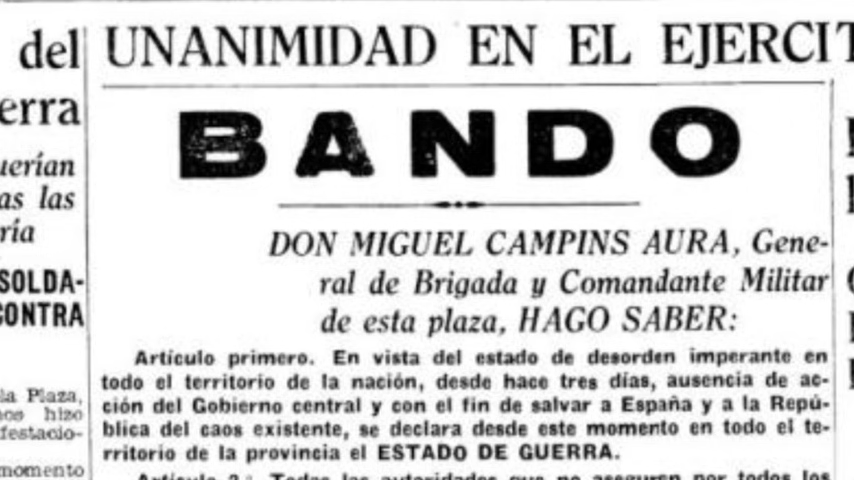 del
erra
uerían
as las
ría
SOLDA-
CONTRA
la Plaza,
hizo
festacio-
momento
UNANIMIDAD EN EL EJERCIT
BANDO
DON MIGUEL CAMPINS AURA, Gene-
ral de Brigada y Comandante Militar
de esta plaza, HAGO SABER:
Artículo primero. En vista del estado de desorden imperante en
todo el territorio de la nación, desde hace tres días, ausencia de ac-
ción del Gobierno central y con el fin de salvar a España y a la Repú-
blica del caos existente, se declara desde este momento en todo el te-
rritorio de la provincia el ESTADO DE GUERRA.
Artículo 2.º Todas las autoridades que no aseguren por todos los